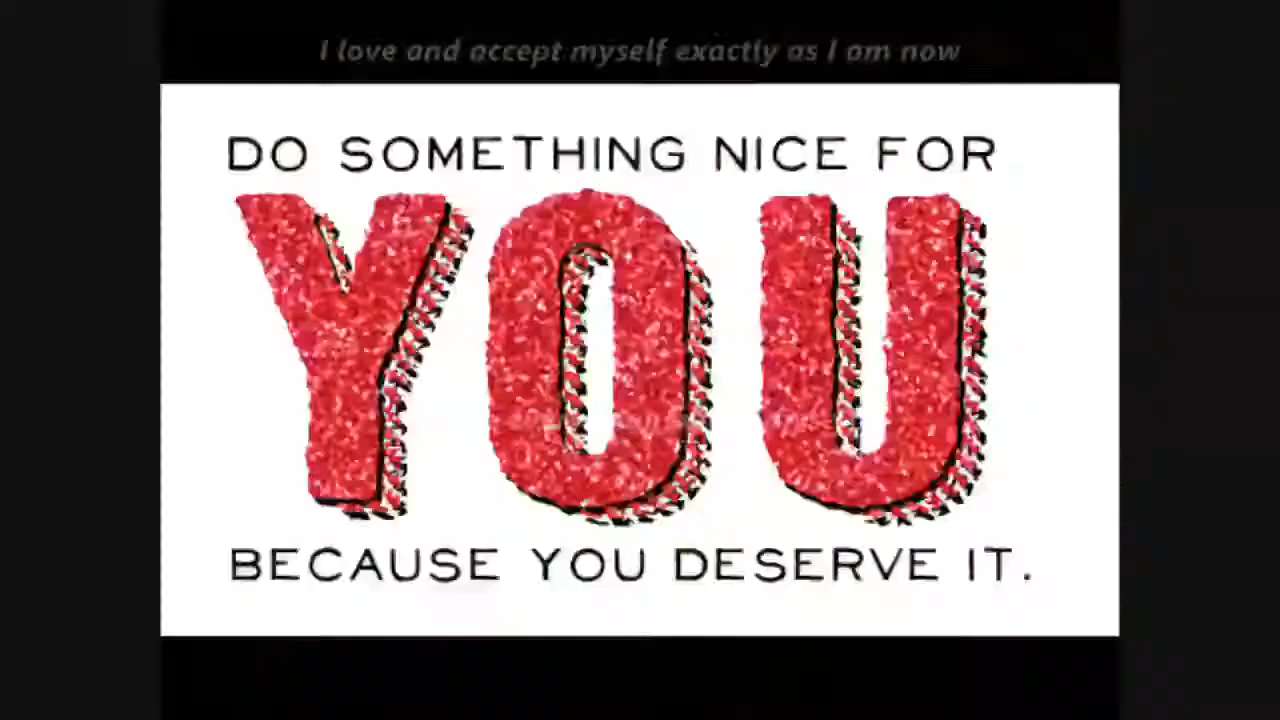 I love and accept myself exactly as I am now
DO SOMETHING NICE FOR
YOU
BECAUSE YOU DESERVE IT.